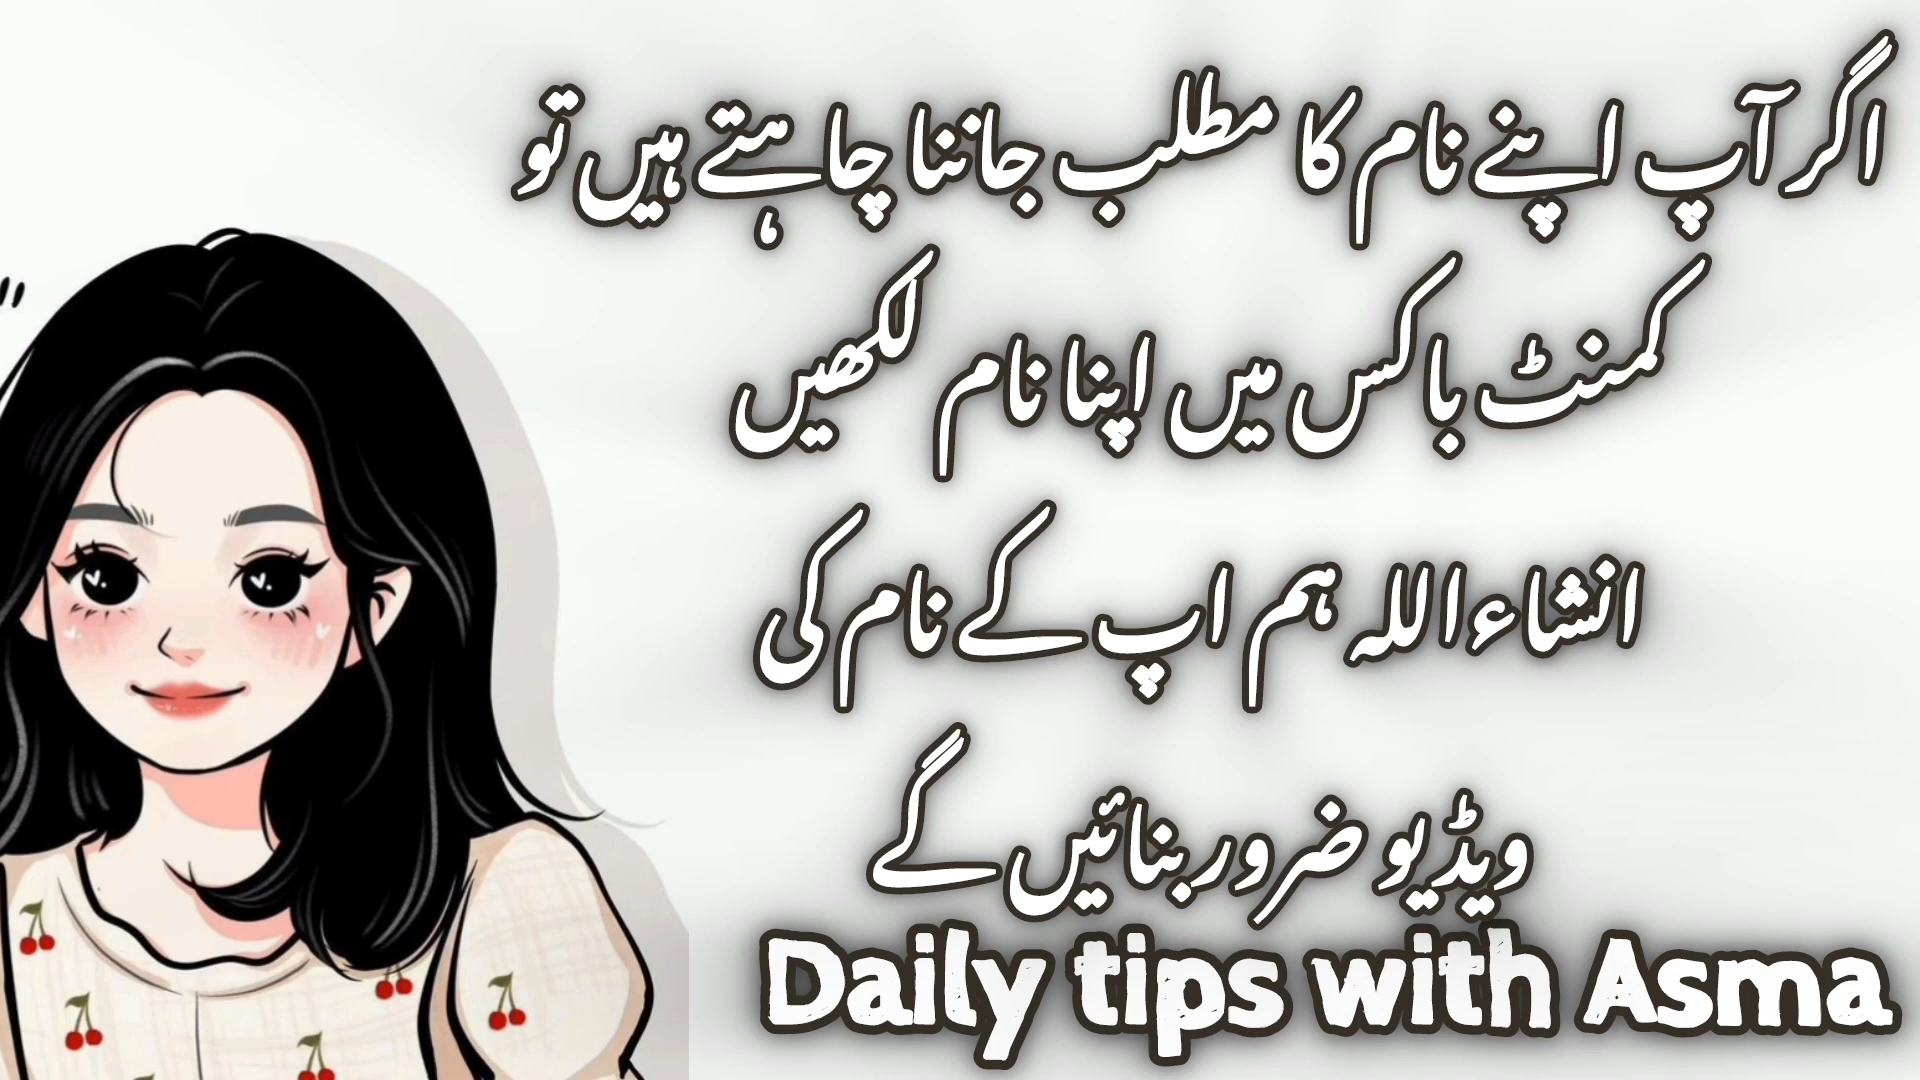 اگر آپ اپنے نام کا مطلب جاننا چاہتے ہیں تو
کمنٹ باکس میں اپنا نام لکھیں
انشاء اللہ ہم اپ کے نام کی
ویڈیو ضرور بنائیں گے
Daily tips with Asma